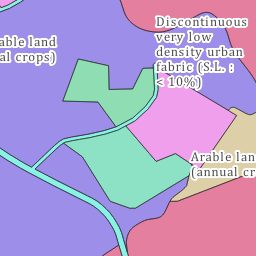 Discontinuous
very low
density urban
fabric (S.L. :
< 10%)
able land
al crops)
Arable lan
(annual cr